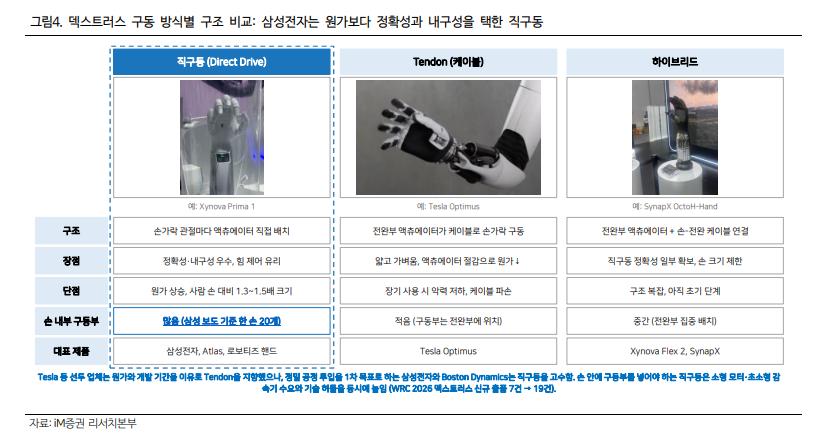 그림4. 덱스트러스 구동 방식별 구조 비교: 삼성전자는 원가보다 정확성과 내구성을 택한 직구동
직구동 (Direct Drive)
Tendon (케이블)
하이브리드
예: Xynova Prima 1
예: Tesla Optimus
예: SynapX OctoH-Hand
구조
손가락 관절마다 액츄에이터 직접 배치
전완부 액츄에이터가 케이블로 손가락 구동
전완부 액츄에이터 + 손-전완 케이블 연결
장점
정확성·내구성 우수, 힘 제어 유리
얇고 가벼움, 액츄에이터 절감으로 원가↓
직구동 정확성 일부 확보, 손 크기 제한
단점
원가 상승, 사람 손 대비 1.3~1.5배 크기
장기 사용 시 악력 저하, 케이블 파손
구조 복잡, 아직 초기 단계
손 내부 구동부
많음 (삼성 보도 기준 한 손 20개)
적음 (구동부는 전완부에 위치)
중간 (전완부 집중 배치)
대표 제품
삼성전자, Atlas, 로보티즈 핸드
Tesla Optimus
Xynova Flex 2, SynapX
Tesla 등 선두 업체는 원가와 개발 기간을 이유로 Tendon을 지향했으나, 정밀 공정 투입을 1차 목표로 하는 삼성전자와 Boston Dynamics는 직구동을 고수함. 손 안에 구동부를 넣어야 하는 직구동은 소형 모터·초소형 감
속기 수요와 기술 허들을 동시에 높임 (WRC 2026 덱스트러스 신규 출품 7건 → 19건).
자료: iM증권 리서치본부